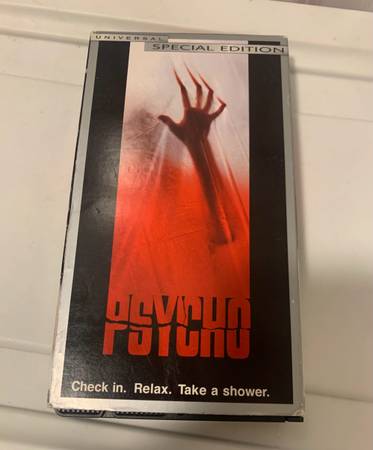 UNIVERSAL
SPECIAL EDITION
PSYCHO
Check in. Relax. Take a shower.